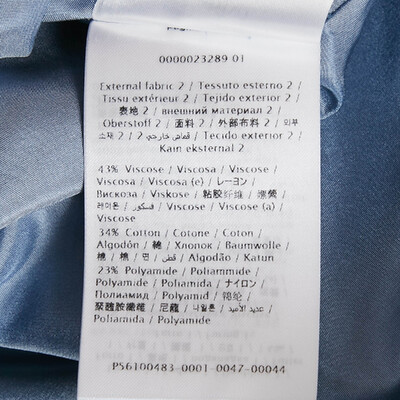 0000023289 01
External fabric 2 / Tessuto esterno 2 /
Tissu extérieur 2 / Tejido exterior 2 /
表地 2 / внешний материал 2 /
Oberstoff 2 / 面料 2 / 外部布料 2 / 외부
소재 2 / 2 قماش خارجي / Tecido exterior 2 /
Kain eksternal 2
43% Viscose / Viscosa / Viscose /
Viscosa / Viscosa (e) / レーヨン /
Вискоза / Viskose / 粘胶纤维 / 嫘縈
/ 레이온 / فسكوز / Viscose / Viscose (a) /
Viscose
34% Cotton / Cotone / Coton /
Algodón / 綿 / Хлопок / Baumwolle /
棉 / 棉 / 면 / قطن / Algodão / Katun
23% Polyamide / Poliammide /
Polyamide / Poliamida / ナイロン /
Полиамид / Polyamid / 锦纶 /
聚醯胺纖維 / 尼龍 / 나일론 / عديد الأميد /
Poliamida / Polyamide
P56100483-0001-0047-00044